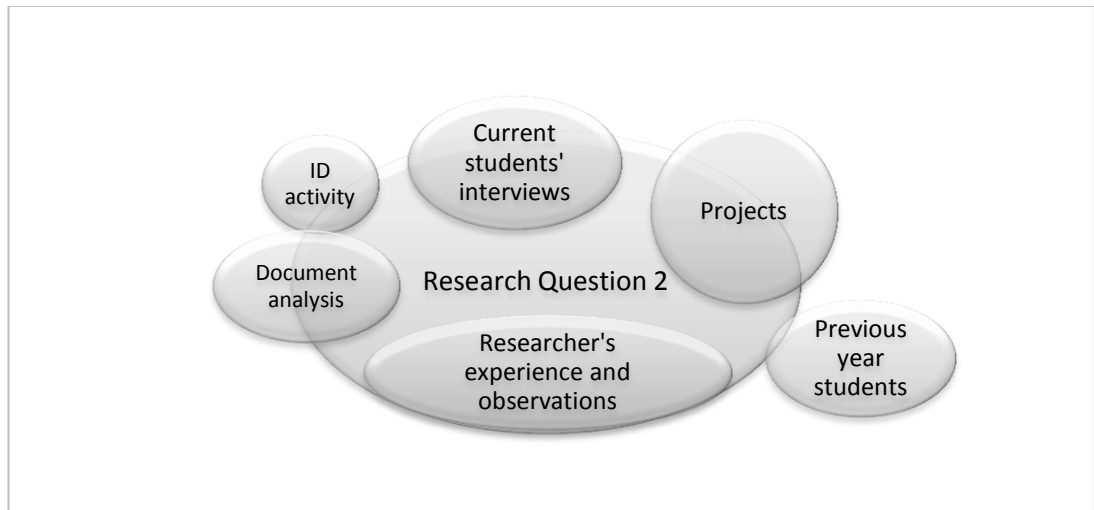 Current
students'
interviews
ID
activity
Projects
Document
analysis
Research Question 2
Previous
year
students
Researcher's
experience and
observations